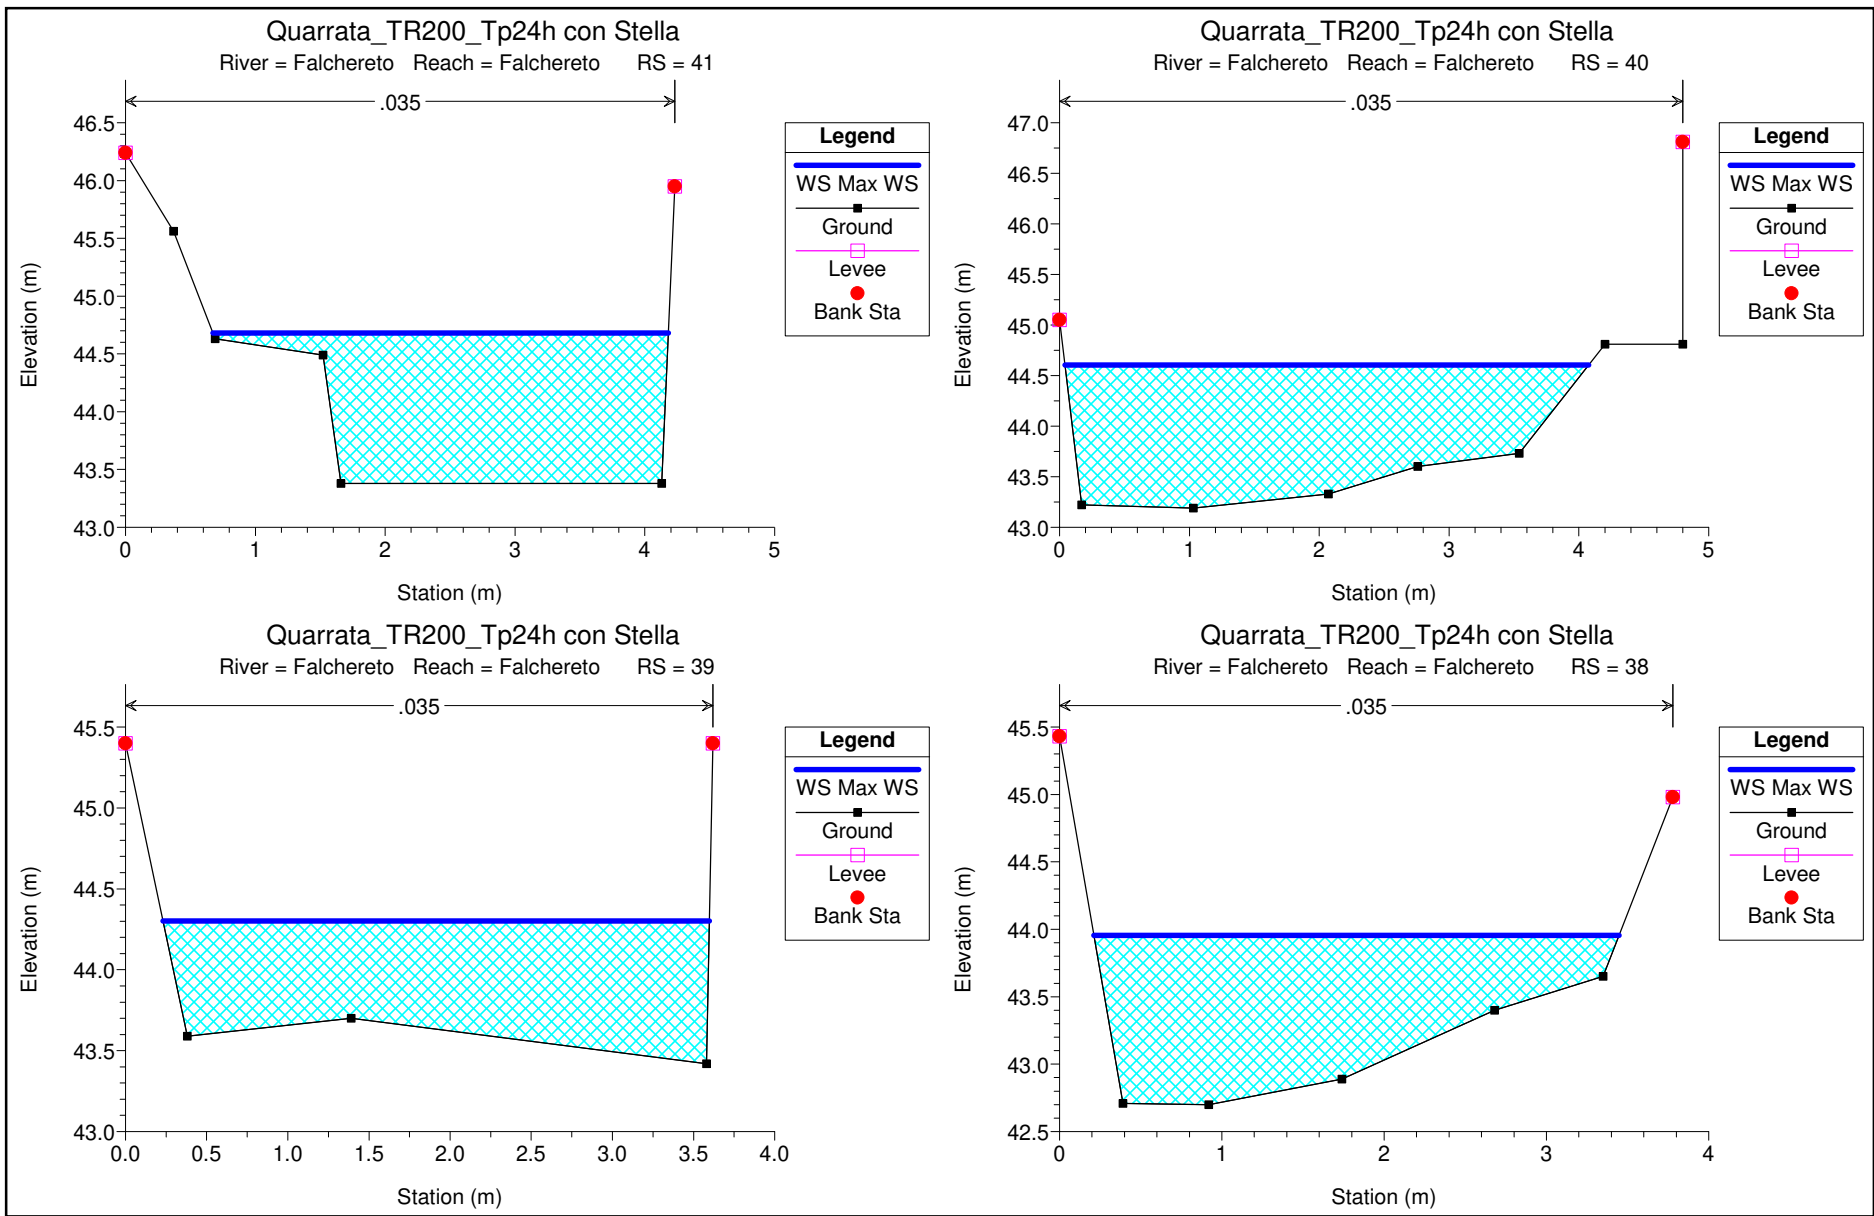 Quarrata_TR200_Tp24h con Stella
River = Falchereto Reach = Falchereto RS = 41
.035
46.5
46.0
45.5
45.0
44.5
44.0
43.5
43.0
0 1 2 3 4 5
Elevation (m)
Station (m)
Legend
WS Max WS
Ground
Levee
Bank Sta
Quarrata_TR200_Tp24h con Stella
River = Falchereto Reach = Falchereto RS = 40
.035
47.0
46.5
46.0
45.5
45.0
44.5
44.0
43.5
43.0
0 1 2 3 4 5
Elevation (m)
Station (m)
Legend
WS Max WS
Ground
Levee
Bank Sta
Quarrata_TR200_Tp24h con Stella
River = Falchereto Reach = Falchereto RS = 39
.035
45.5
45.0
44.5
44.0
43.5
43.0
0.0 0.5 1.0 1.5 2.0 2.5 3.0 3.5 4.0
Elevation (m)
Station (m)
Legend
WS Max WS
Ground
Levee
Bank Sta
Quarrata_TR200_Tp24h con Stella
River = Falchereto Reach = Falchereto RS = 38
.035
45.5
45.0
44.5
44.0
43.5
43.0
42.5
0 1 2 3 4
Elevation (m)
Station (m)
Legend
WS Max WS
Ground
Levee
Bank Sta